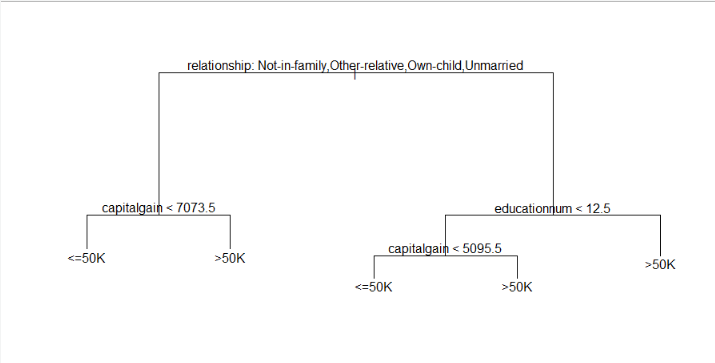 relationship: Not-in-family,Other-relative,Own-child,Unmarried
capitalgain < 7073.5
educationnum < 12.5
<=50K
>50K
capitalgain < 5095.5
>50K
<=50K
>50K